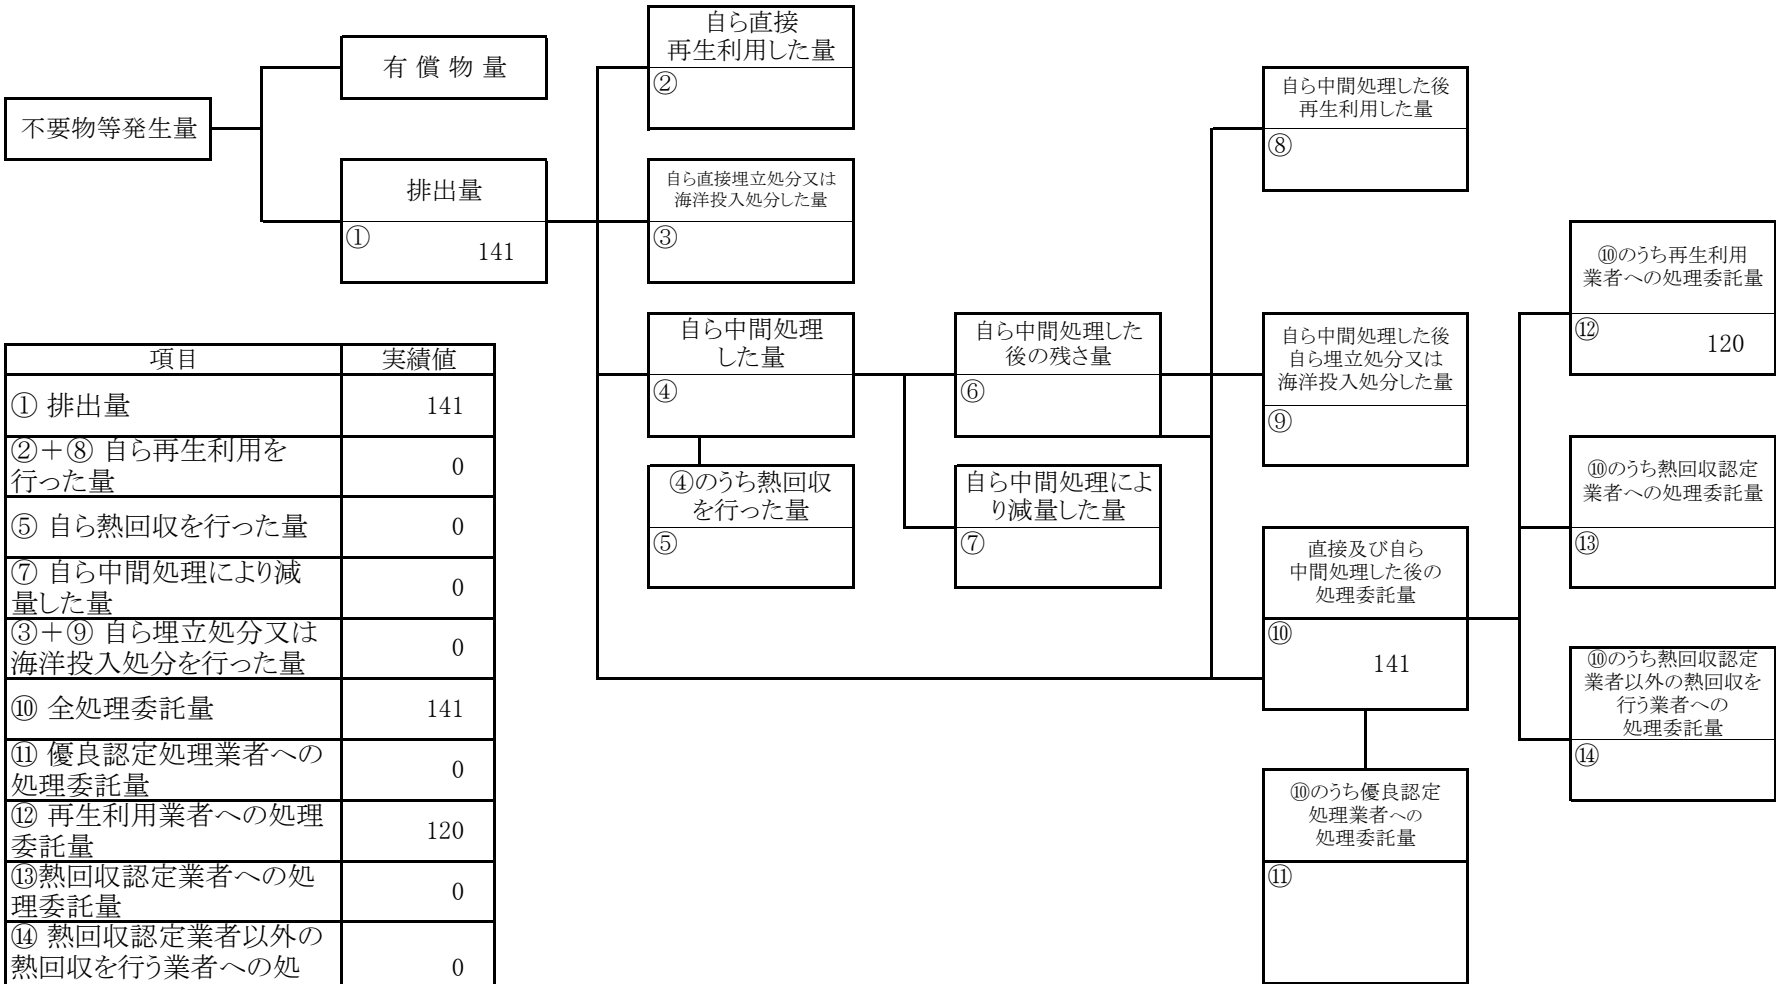 不要物等発生量
有 償 物 量
排出量
①
141
自ら直接
再生利用した量
②
自ら直接埋立処分又は
海洋投入処分した量
③
自ら中間処理
した量
④
④のうち熱回収
を行った量
⑤
自ら中間処理した
後の残さ量
⑥
自ら中間処理によ
り減量した量
⑦
自ら中間処理した後
再生利用した量
⑧
自ら中間処理した後
自ら埋立処分又は
海洋投入処分した量
⑨
直接及び自ら
中間処理した後の
処理委託量
⑩
141
⑩のうち優良認定
処理業者への
処理委託量
⑪
⑩のうち再生利用
業者への処理委託量
⑫
120
⑩のうち熱回収認定
業者への処理委託量
⑬
⑩のうち熱回収認定
業者以外の熱回収を
行う業者への
処理委託量
⑭
項目 実績値
① 排出量 141
②+⑧ 自ら再生利用を
行った量 0
⑤ 自ら熱回収を行った量 0
⑦ 自ら中間処理により減
量した量 0
③+⑨ 自ら埋立処分又は
海洋投入処分を行った量 0
⑩ 全処理委託量 141
⑪ 優良認定処理業者への
処理委託量 0
⑫ 再生利用業者への処理
委託量 120
⑬熱回収認定業者への処
理委託量 0
⑭ 熱回収認定業者以外の
熱回収を行う業者への処 0